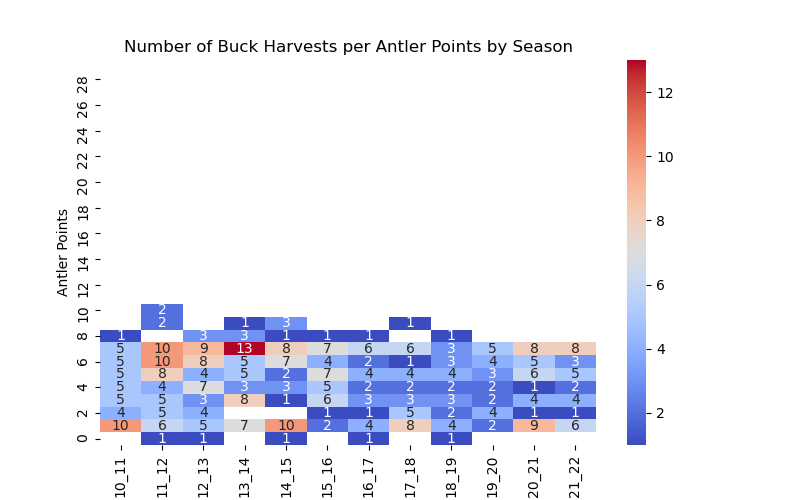 Number of Buck Harvests per Antler Points by Season
Antler Points
28
26
24
22
20
18
16
14
12
10 2
2 1 3 1
8 1 3 3 1 1 1 1
5 10 9 13 8 7 6 6 3 5 8 8
6 5 10 8 5 7 4 2 1 3 4 5 3
5 8 4 5 2 7 4 4 4 3 6 5
4 5 4 7 3 3 5 2 2 2 2 1 2
5 5 3 8 1 6 3 3 3 2 4 4
2 4 5 4 1 1 5 2 4 1 1
10 6 5 7 10 2 4 8 4 2 9 6
0 1 1 1 1 1
10_11 11_12 12_13 13_14 14_15 15_16 16_17 17_18 18_19 19_20 20_21 21_22
12
10
8
6
4
2